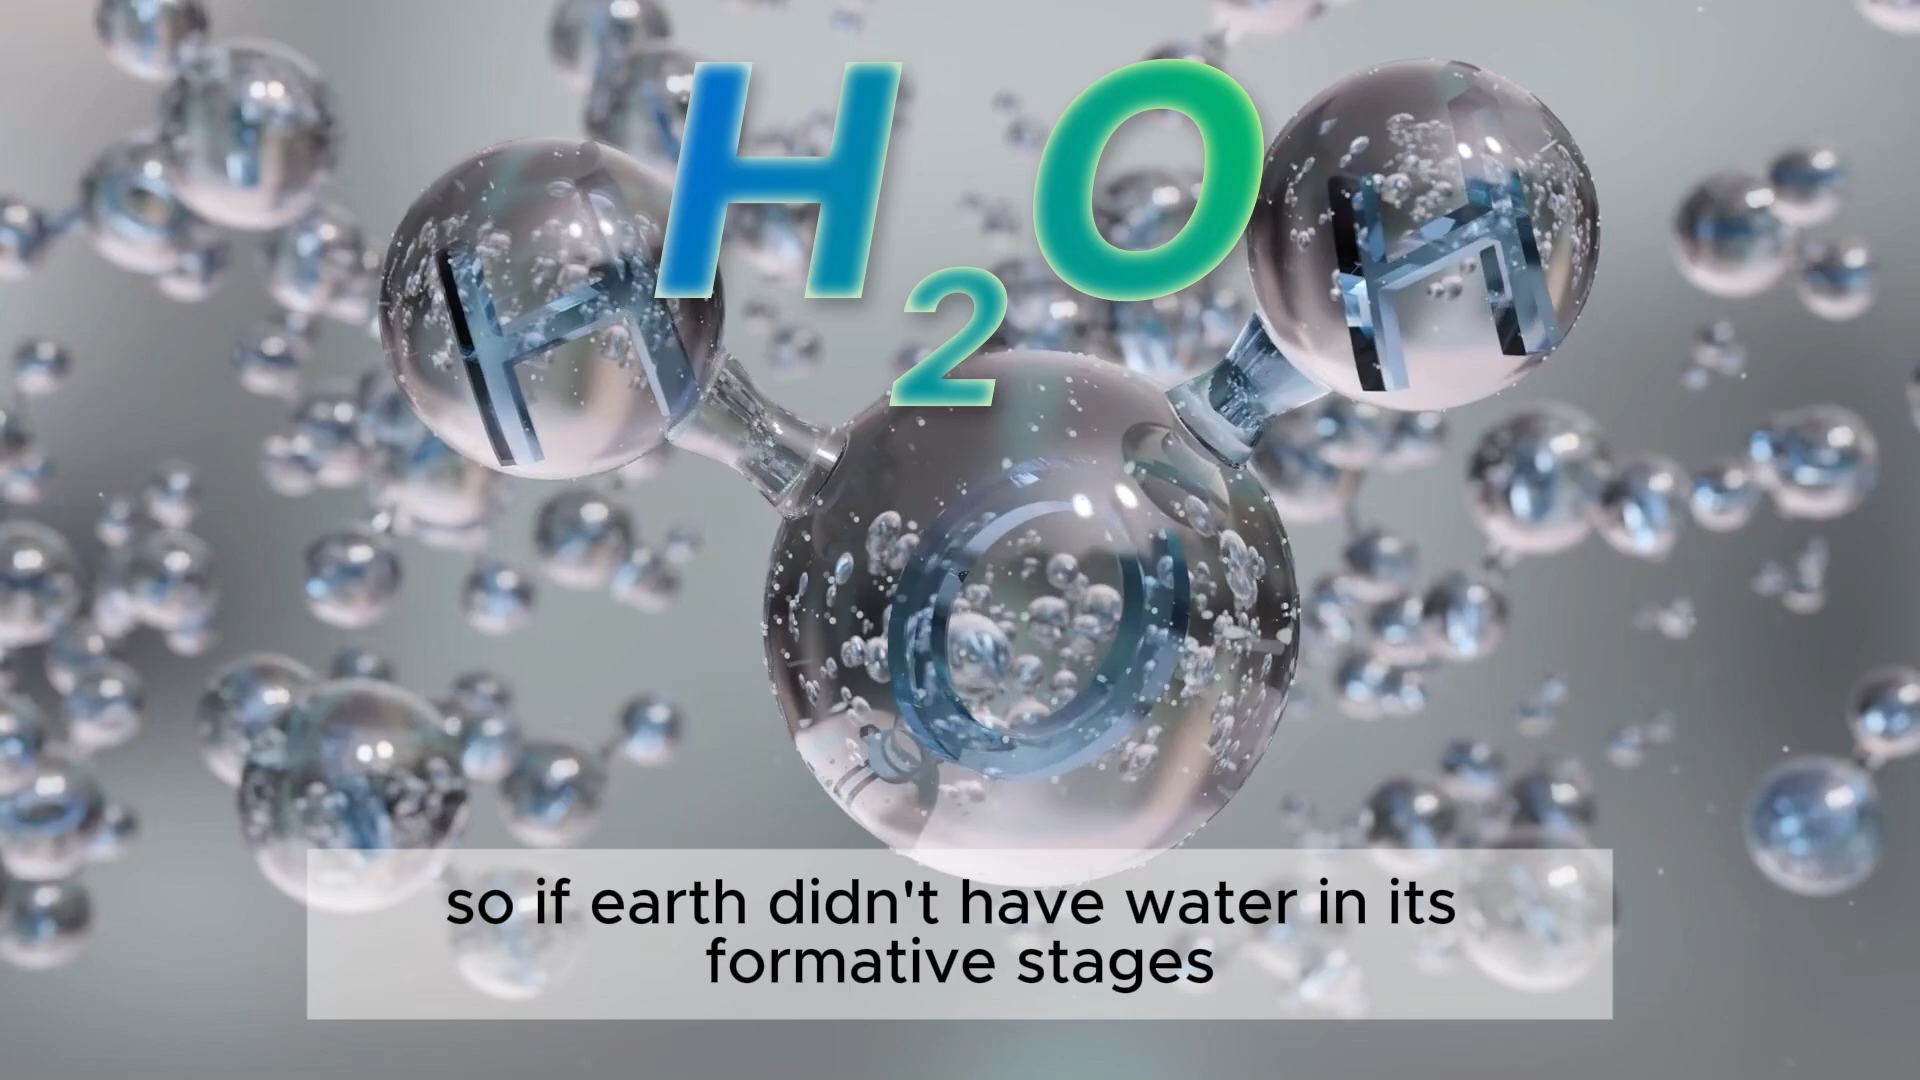 H₂O
H H
O
so if earth didn't have water in its
formative stages